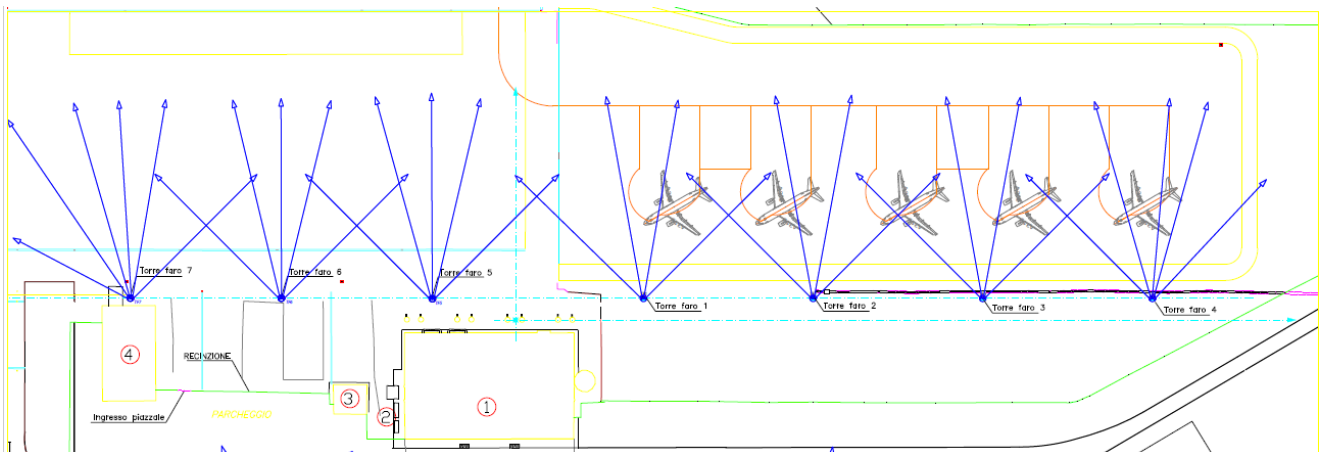 Torre faro 7
Torre faro 6
Torre faro 5
Torre faro 1
Torre faro 2
Torre faro 3
Torre faro 4
4
RECINZIONE
3
2
1
Ingresso piazzale
PARCHEGGIO